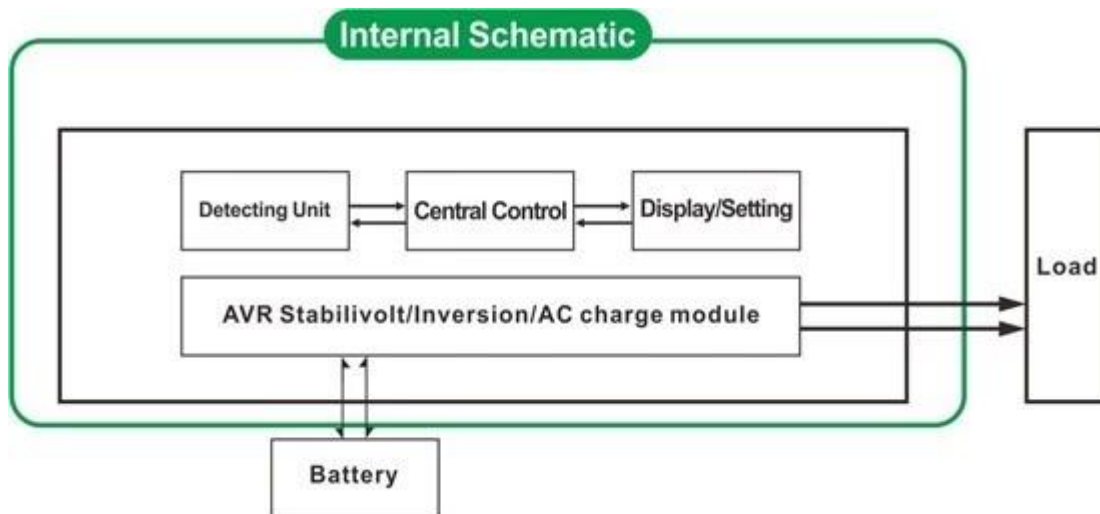 Internal Schematic
Detecting Unit
Central Control
Display/Setting
Load
AVR Stabilivolt/Inversion/AC charge module
Battery